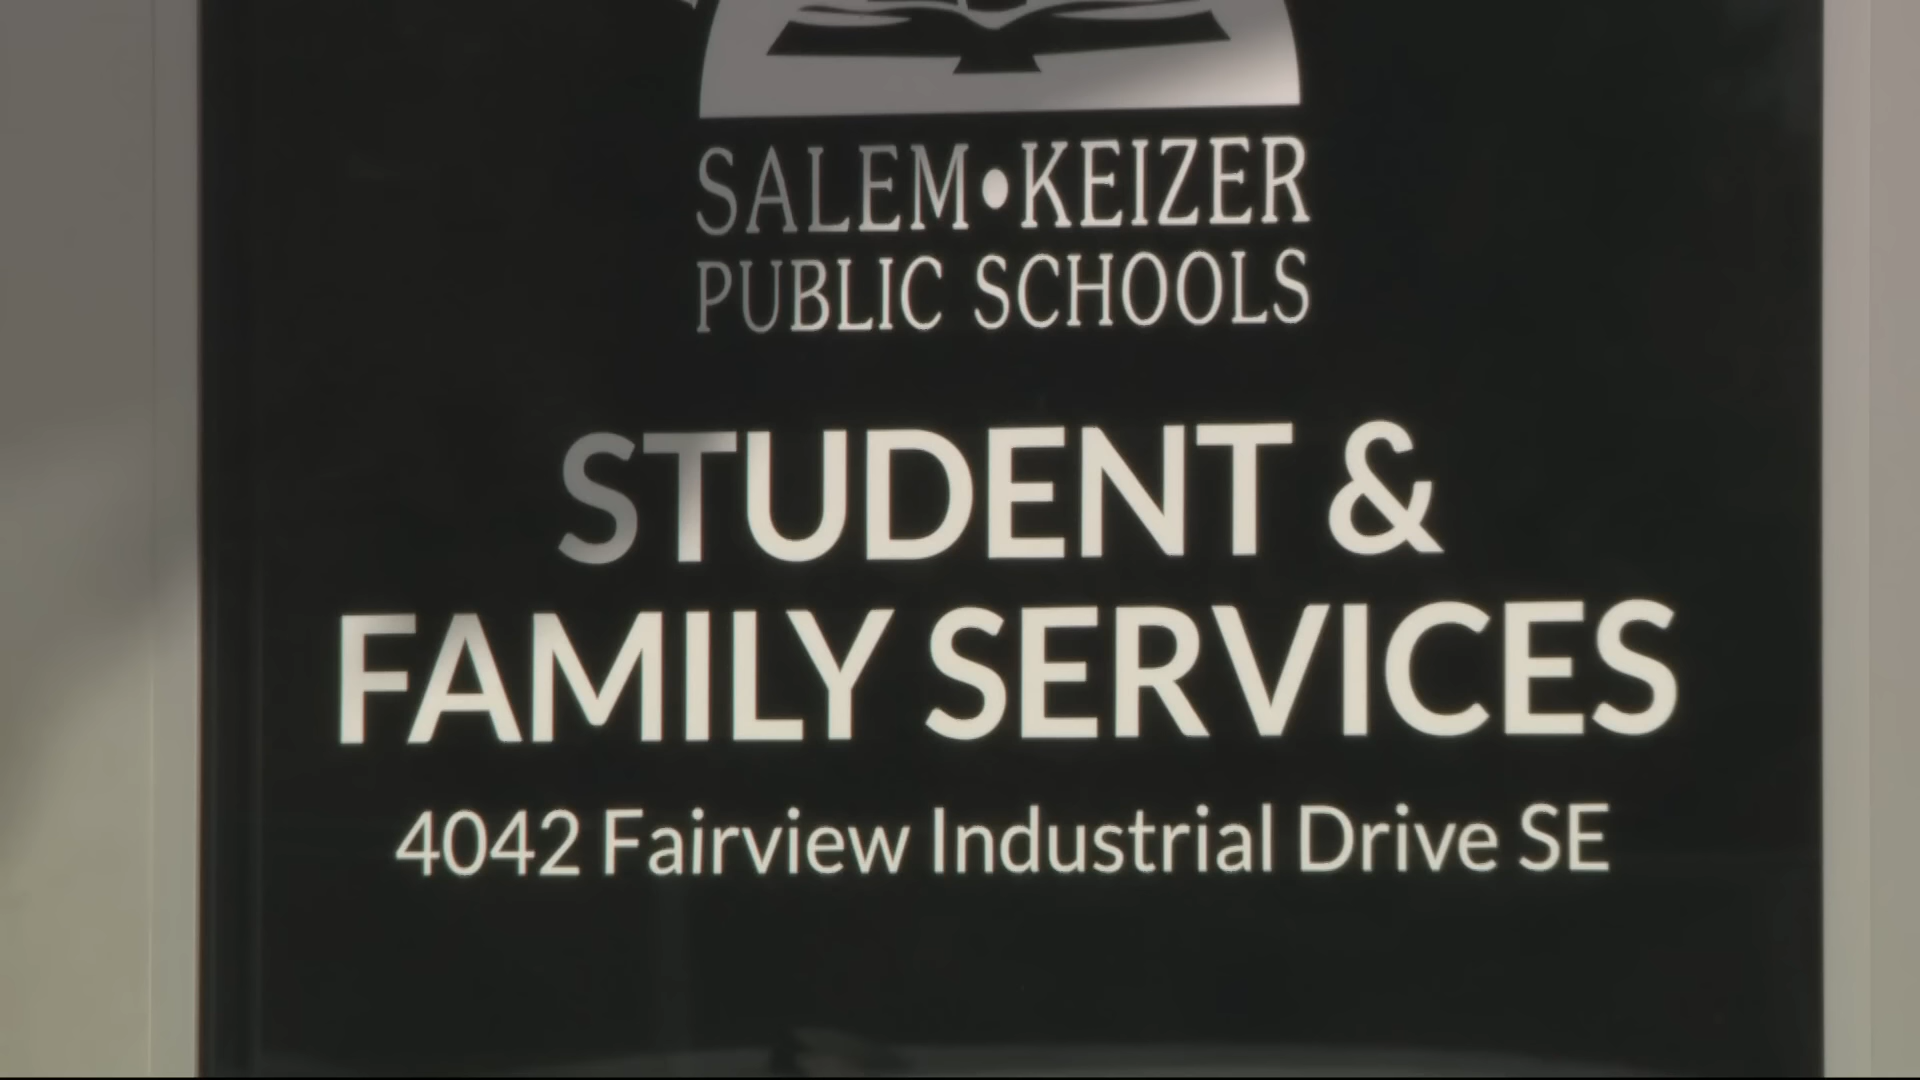 SALEM•KEIZER
PUBLIC SCHOOLS
STUDENT &
FAMILY SERVICES
4042 Fairview Industrial Drive SE